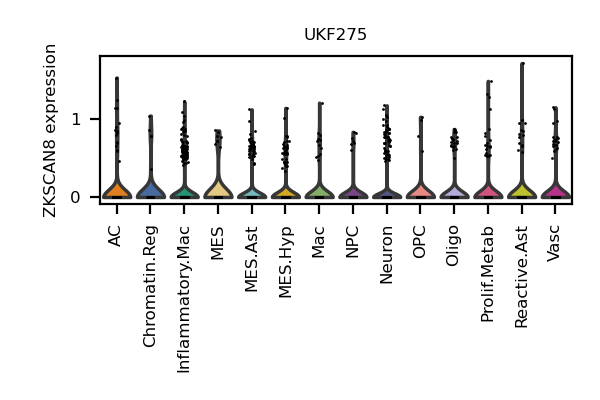 UKF275
ZKSCAN8 expression
1
0
AC
Chromatin.Reg
Inflammatory.Mac
MES
MES.Ast
MES.Hyp
Mac
NPC
Neuron
OPC
Oligo
Prolif.Metab
Reactive.Ast
Vasc